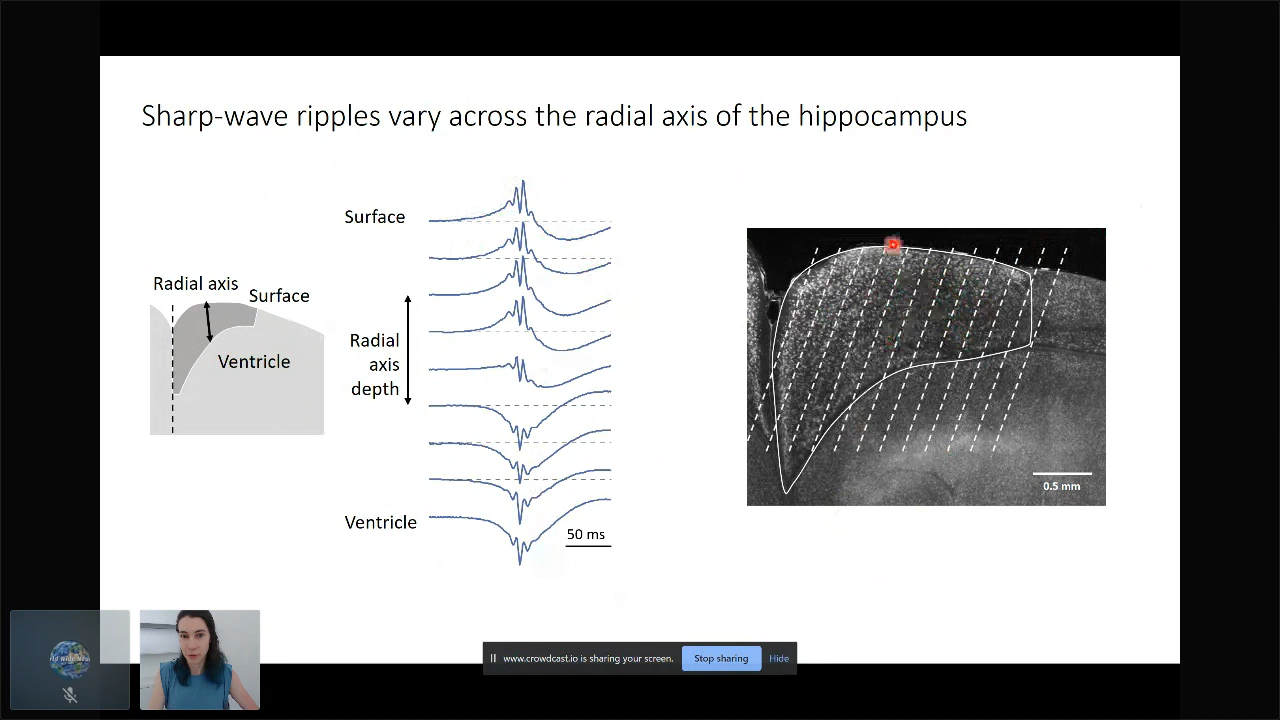 Sharp-wave ripples vary across the radial axis of the hippocampus
Radial axis
Surface
Ventricle
Surface
Radial
axis
depth
Ventricle
50 ms
0.5 mm
www.crowdcast.io is sharing your screen.
Stop sharing
Hide